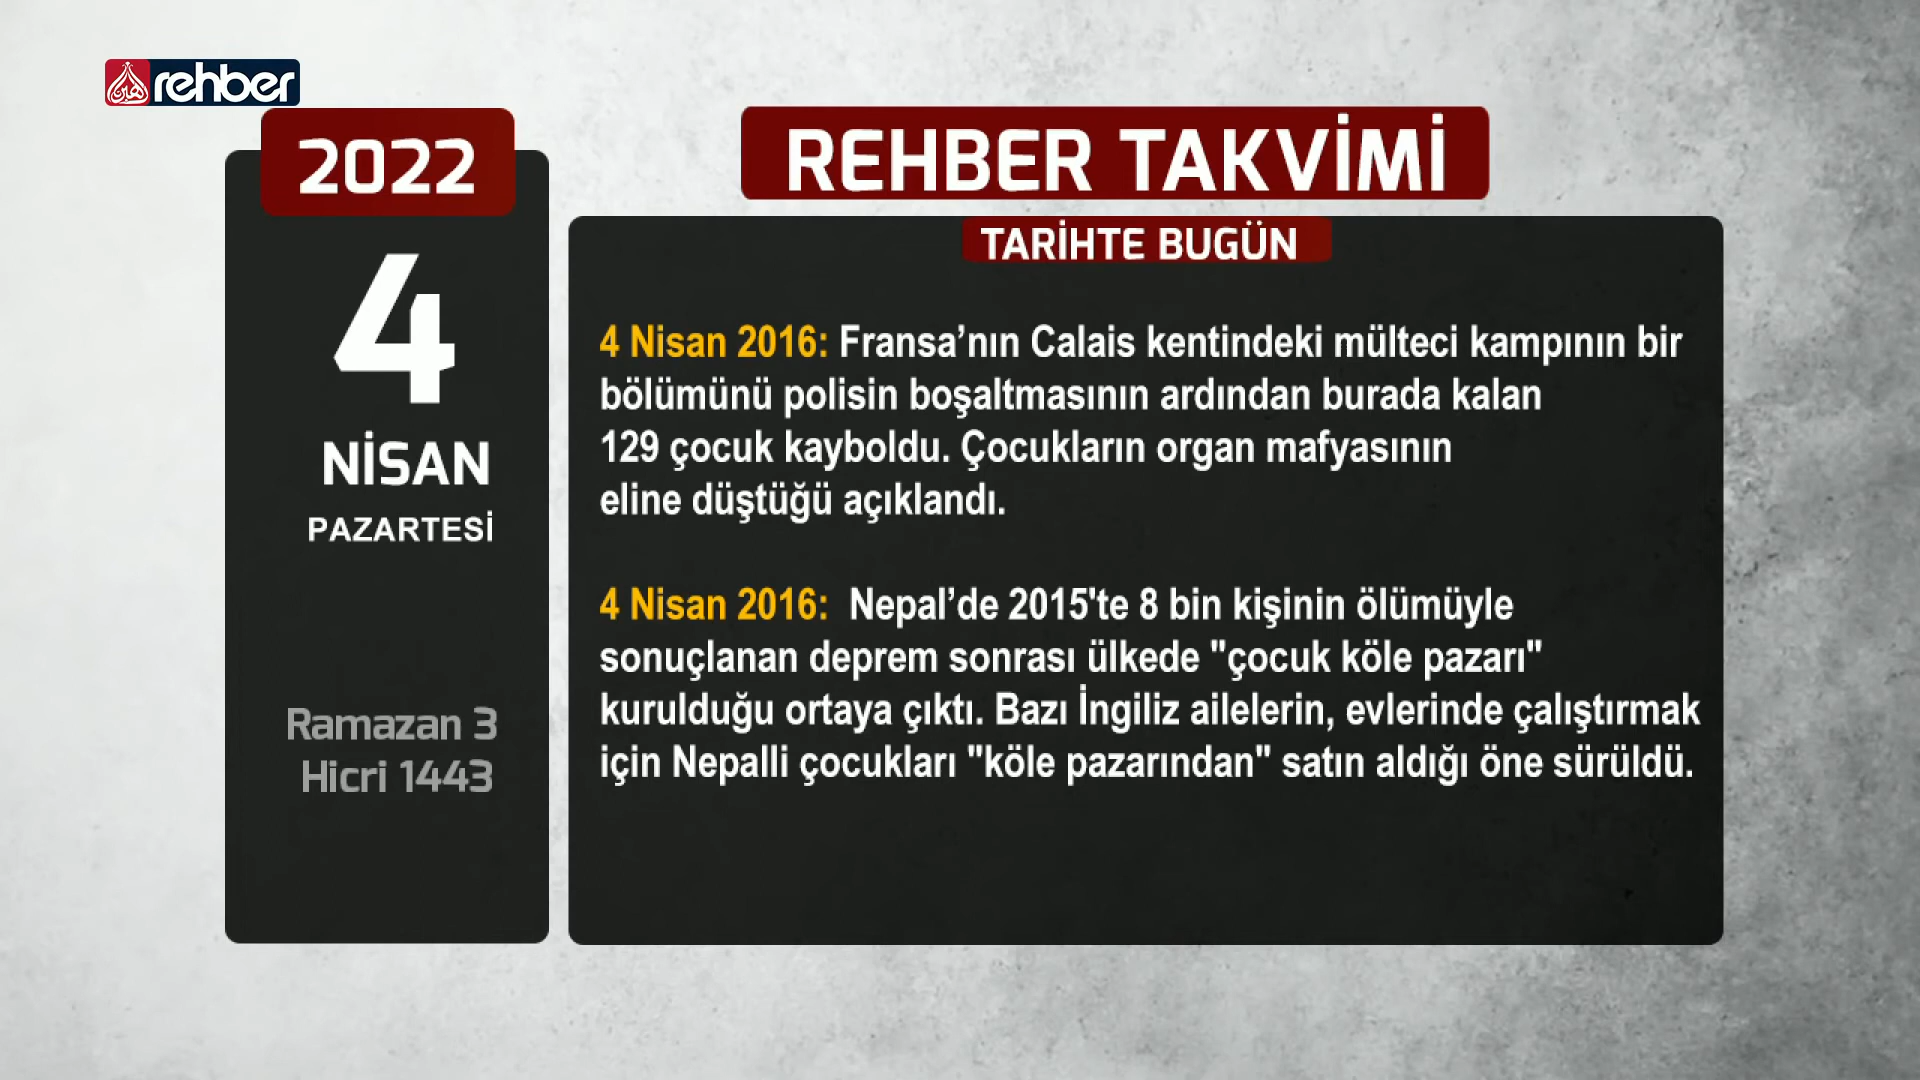 rehber
2022
4
NİSAN
PAZARTESİ
Ramazan 3
Hicri 1443
REHBER TAKVİMİ
TARİHTE BUGÜN
4 Nisan 2016: Fransa’nın Calais kentindeki mülteci kampının bir
bölümünü polisin boşaltmasının ardından burada kalan
129 çocuk kayboldu. Çocukların organ mafyasının
eline düştüğü açıklandı.
4 Nisan 2016:  Nepal’de 2015'te 8 bin kişinin ölümüyle
sonuçlanan deprem sonrası ülkede "çocuk köle pazarı"
kurulduğu ortaya çıktı. Bazı İngiliz ailelerin, evlerinde çalıştırmak
için Nepalli çocukları "köle pazarından" satın aldığı öne sürüldü.